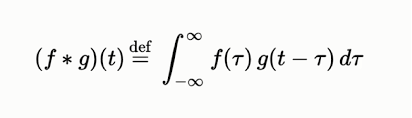 (f * g)(t) ≝ ∫_{-∞}^{∞} f(τ) g(t − τ) dτ